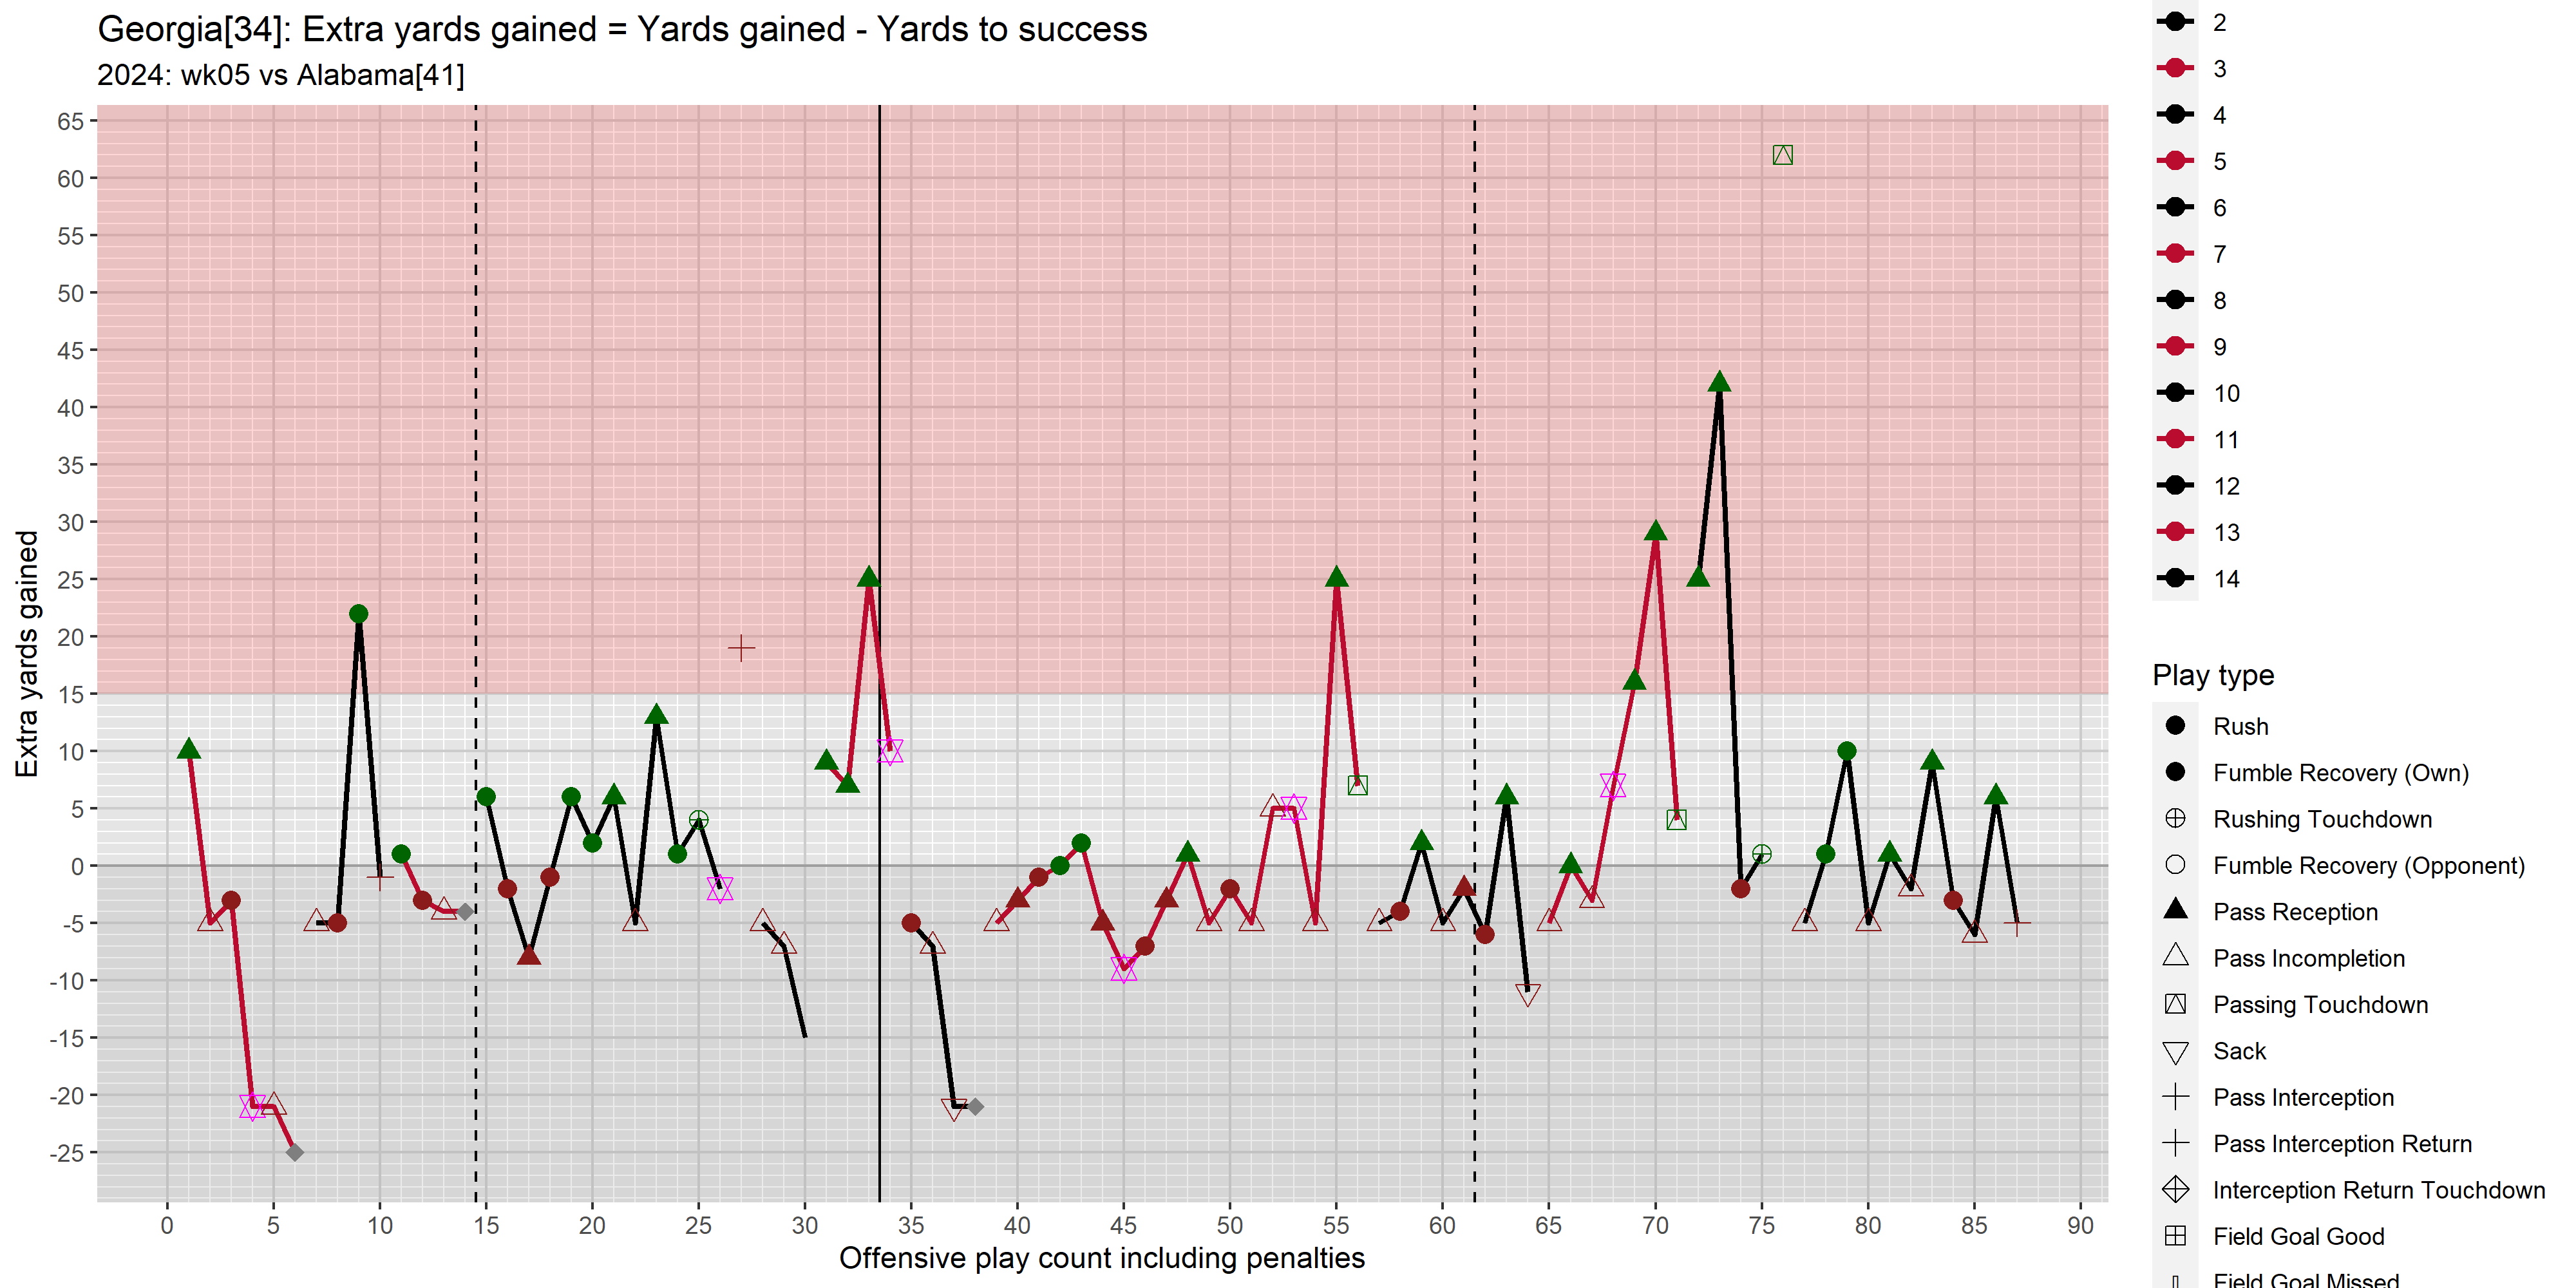 Georgia[34]: Extra yards gained = Yards gained - Yards to success
2024: wk05 vs Alabama[41]
Extra yards gained
65
60
55
50
45
40
35
30
25
20
15
10
5
0
-5
-10
-15
-20
-25
0 5 10 15 20 25 30 35 40 45 50 55 60 65 70 75 80 85 90
Offensive play count including penalties
2
3
4
5
6
7
8
9
10
11
12
13
14
Play type
Rush
Fumble Recovery (Own)
Rushing Touchdown
Fumble Recovery (Opponent)
Pass Reception
Pass Incompletion
Passing Touchdown
Sack
Pass Interception
Pass Interception Return
Interception Return Touchdown
Field Goal Good
Field Goal Missed